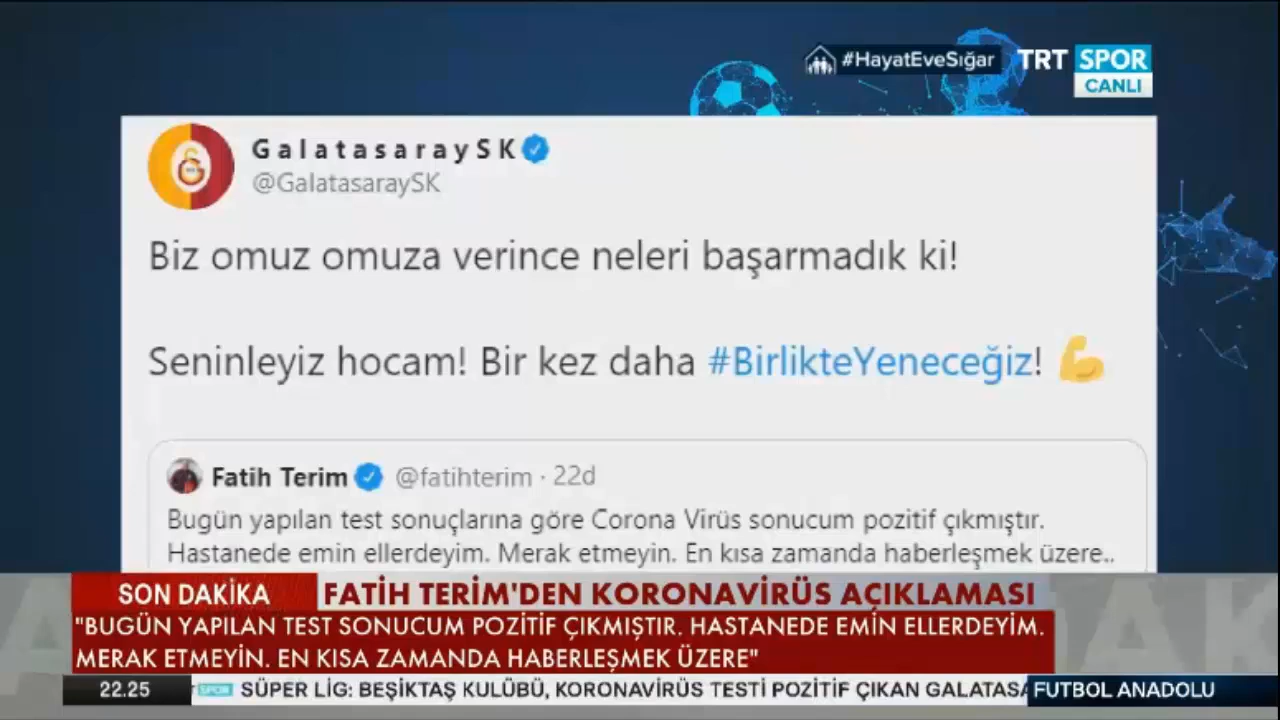 #HayatEveSığar
TRT SPOR
CANLI
GalatasaraySK
@GalatasaraySK
Biz omuz omuza verince neleri başarmadık ki!
Seninleyiz hocam! Bir kez daha #BirlikteYeneceğiz! 💪
Fatih Terim @fatihterim · 22d
Bugün yapılan test sonuçlarına göre Corona Virüs sonucum pozitif çıkmıştır.
Hastanede emin ellerdeyim. Merak etmeyin. En kısa zamanda haberleşmek üzere..
SON DAKİKA FATİH TERİM'DEN KORONAVİRÜS AÇIKLAMASI
"BUGÜN YAPILAN TEST SONUCUM POZİTİF ÇIKMIŞTIR. HASTANEDE EMİN ELLERDEYİM.
MERAK ETMEYİN. EN KISA ZAMANDA HABERLEŞMEK ÜZERE"
22.25 SPOR SÜPER LİG: BEŞİKTAŞ KULÜBÜ, KORONAVİRÜS TESTİ POZİTİF ÇIKAN GALATASA FUTBOL ANADOLU